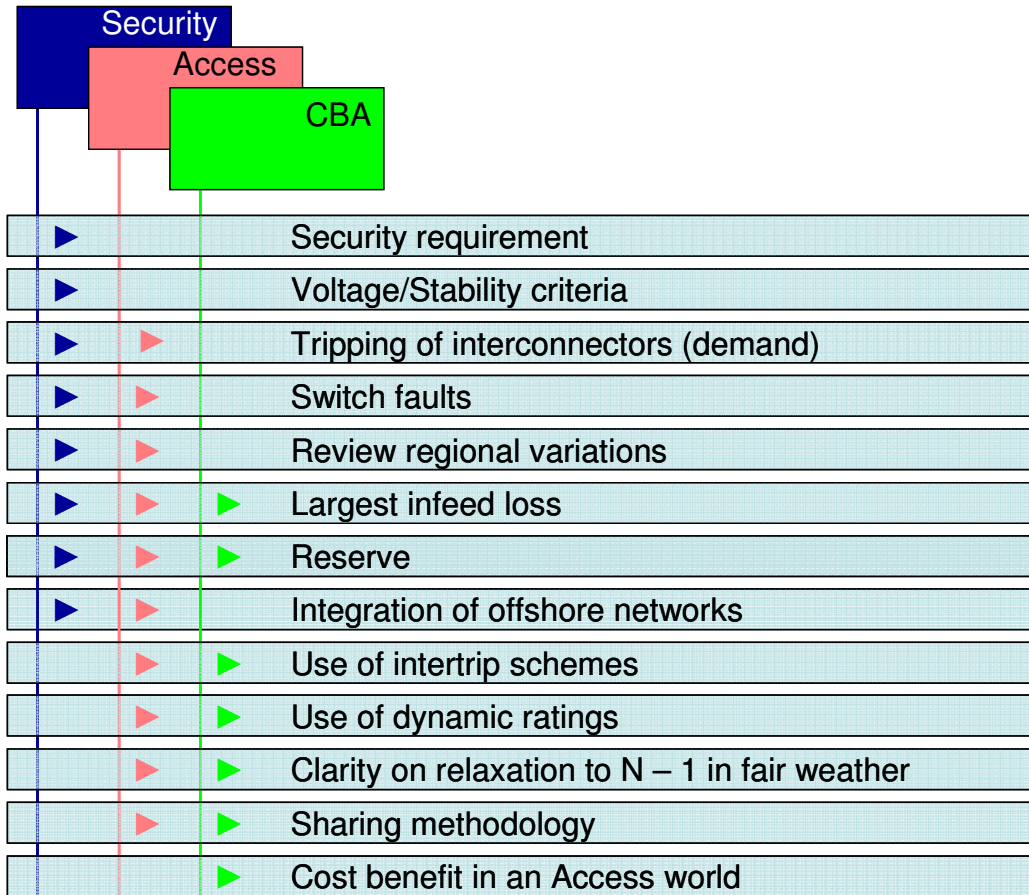 Security
Access
CBA
Security requirement
Voltage/Stability criteria
Tripping of interconnectors (demand)
Switch faults
Review regional variations
Largest infeed loss
Reserve
Integration of offshore networks
Use of intertrip schemes
Use of dynamic ratings
Clarity on relaxation to N – 1 in fair weather
Sharing methodology
Cost benefit in an Access world